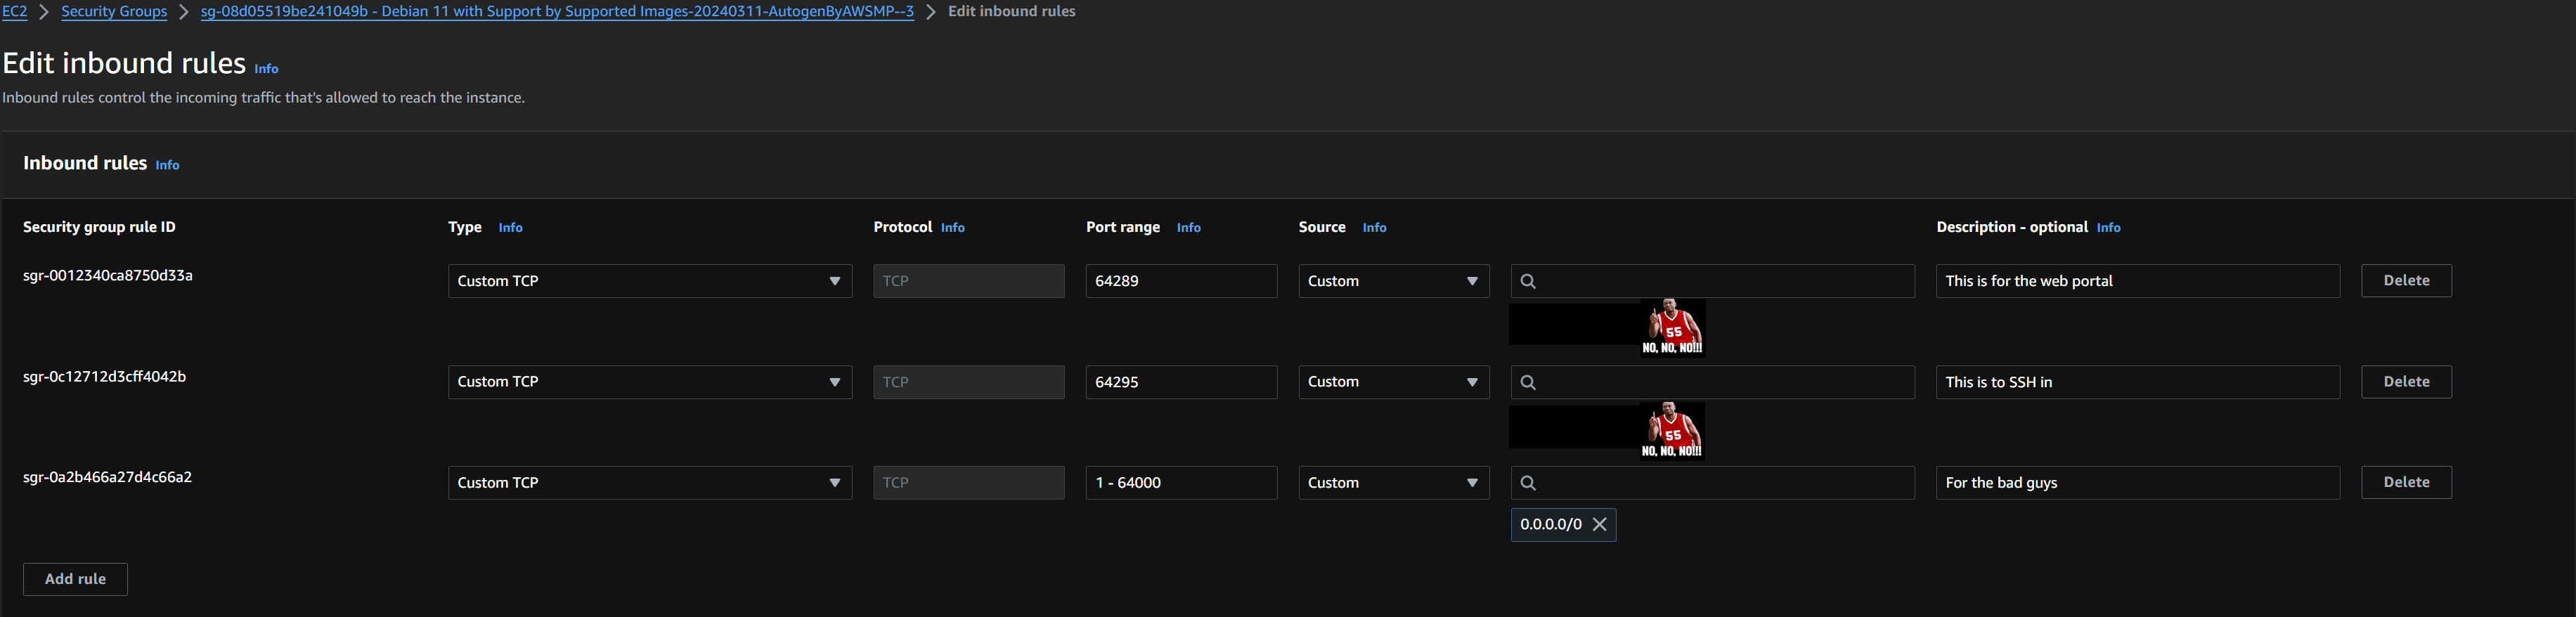 EC2 > Security Groups > sg-08d05519be241049b - Debian 11 with Support by Supported Images-20240311-AutogenByAWSMP--3 > Edit inbound rules
Edit inbound rules Info
Inbound rules control the incoming traffic that's allowed to reach the instance.
Inbound rules Info
Security group rule ID Type Info Protocol Info Port range Info Source Info Description - optional Info
sgr-0012340ca8750d33a Custom TCP TCP 64289 Custom This is for the web portal Delete
55
NO, NO, NO!!!
sgr-0c12712d3cff4042b Custom TCP TCP 64295 Custom This is to SSH in Delete
55
NO, NO, NO!!!
sgr-0a2b466a27d4c66a2 Custom TCP TCP 1 - 64000 Custom For the bad guys Delete
0.0.0.0/0
Add rule